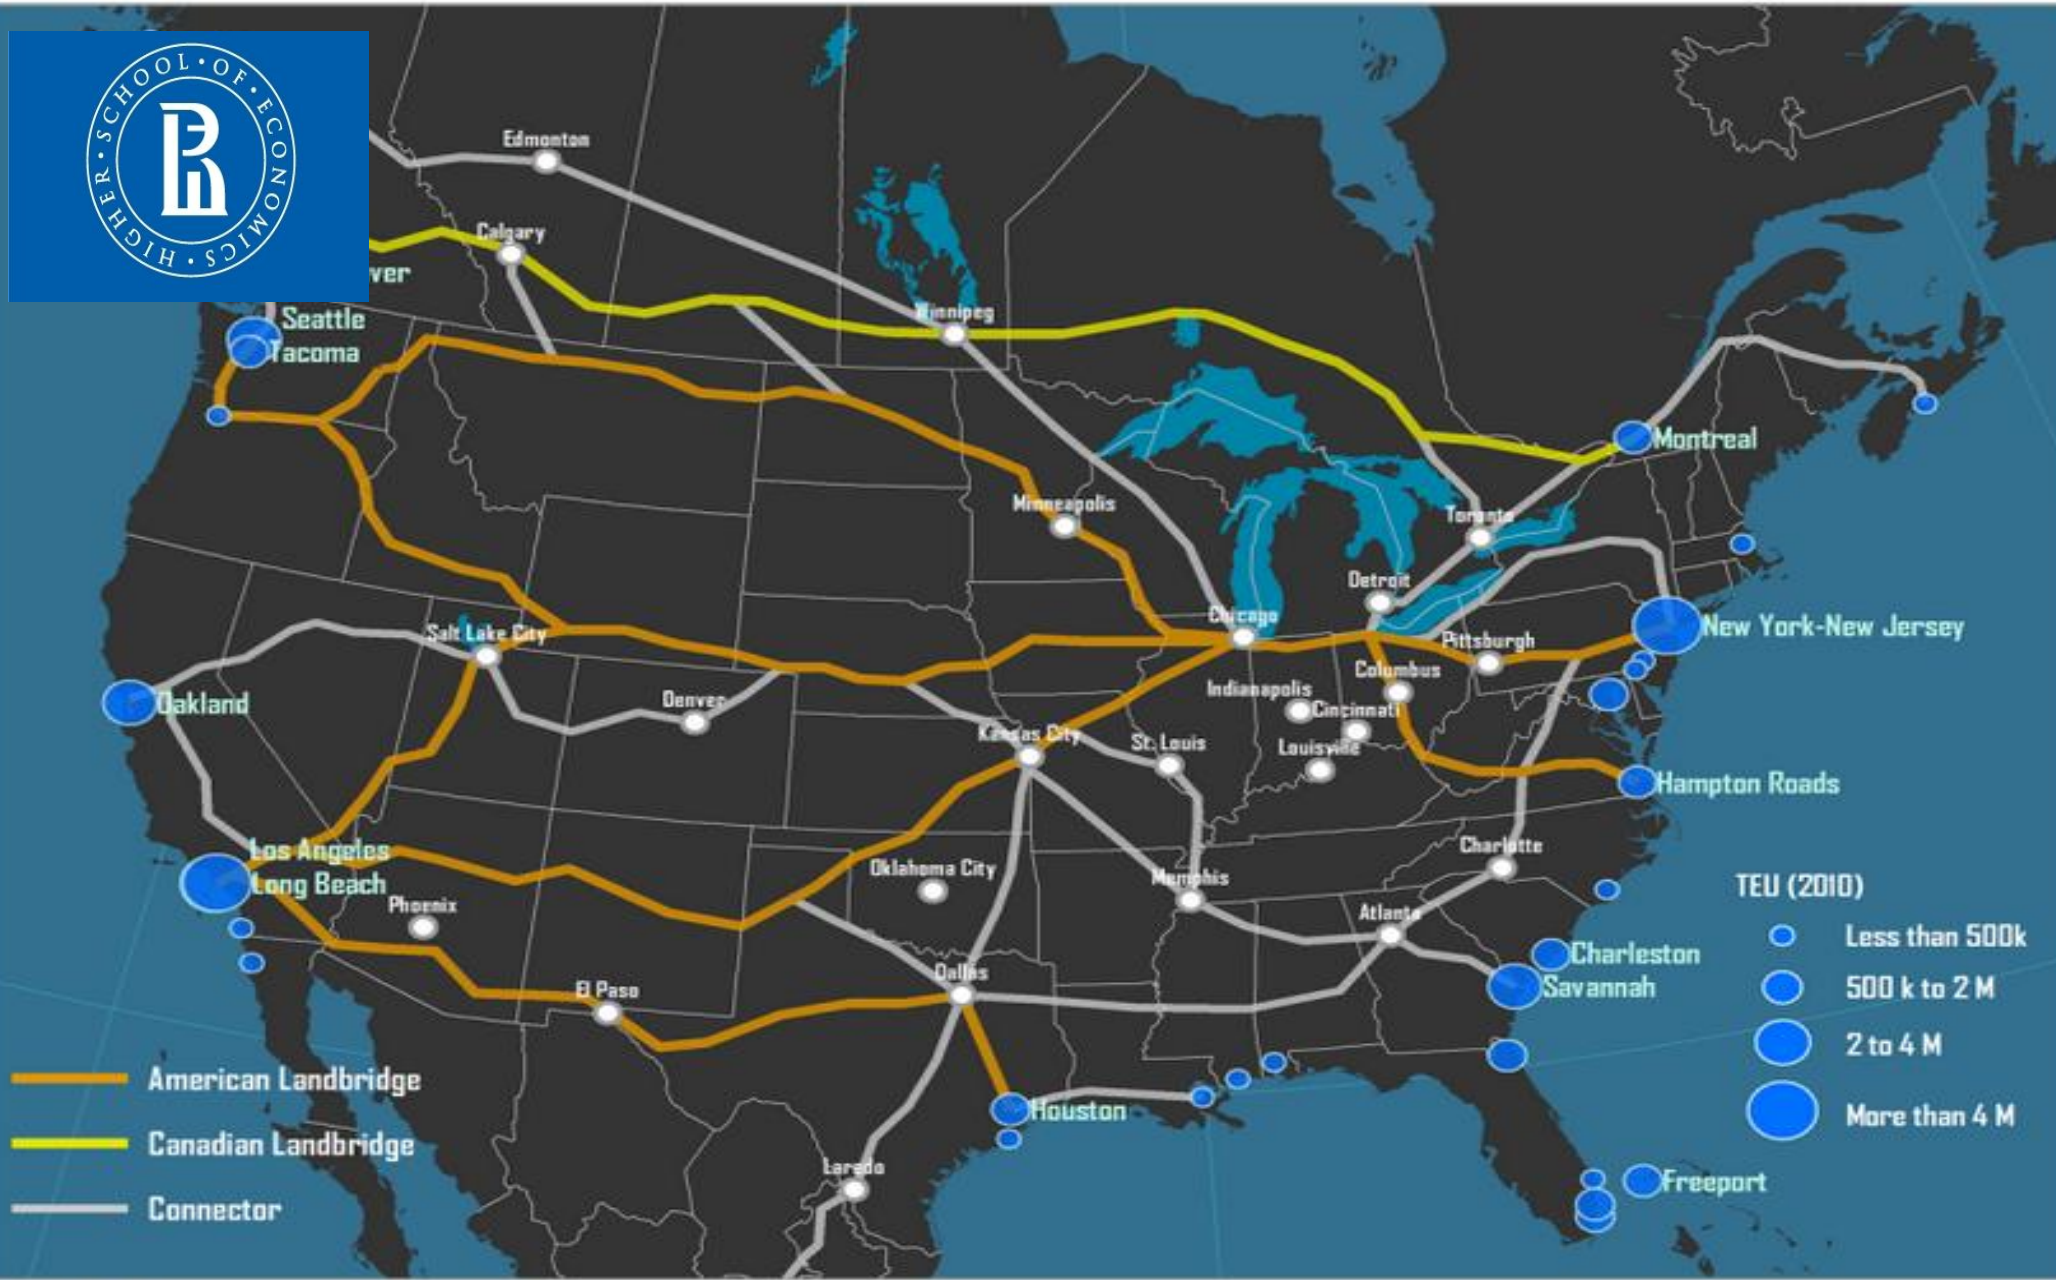 HIGHER · SCHOOL · OF · ECONOMICS ·
Edmonton
Calgary
ver
Winnipeg
Seattle
Tacoma
Montreal
Minneapolis
Toronto
Detroit
Chicago
New York-New Jersey
Salt Lake City
Pittsburgh
Columbus
Indianapolis
Oakland
Denver
Cincinnati
Kansas City
St. Louis
Louisville
Hampton Roads
Los Angeles
Charlotte
Oklahoma City
Long Beach
Memphis
TEU (2010)
Phoenix
Atlanta
Less than 500k
Charleston
Dallas
El Paso
Savannah
500 k to 2 M
2 to 4 M
American Landbridge
Houston
More than 4 M
Canadian Landbridge
Laredo
Freeport
Connector